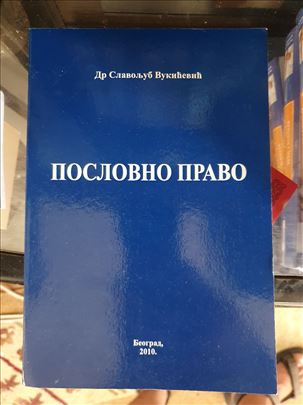 Др Славољуб Вукићевић
ПОСЛОВНО ПРАВО
Београд,
2010.